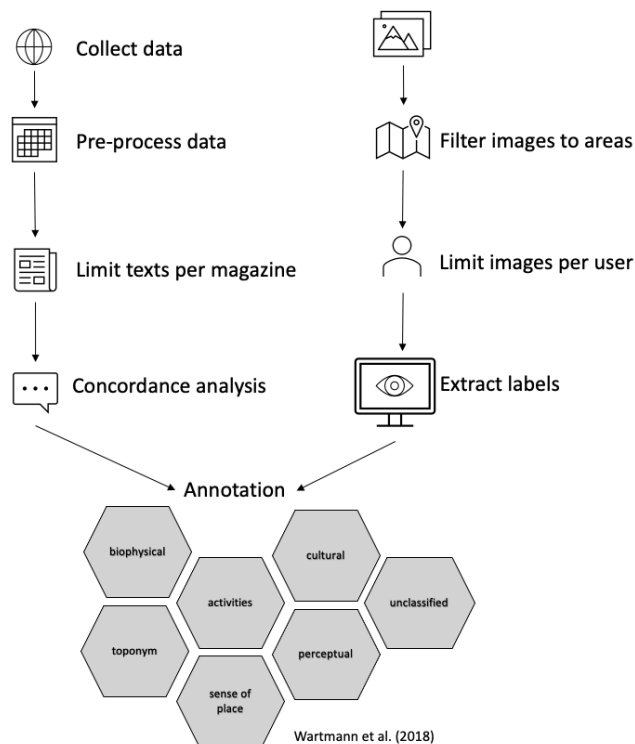 Collect data
Pre-process data
Filter images to areas
Limit texts per magazine
Limit images per user
Concordance analysis
Extract labels
Annotation
biophysical
cultural
activities
unclassified
toponym
perceptual
sense of
place
Wartmann et al. (2018)